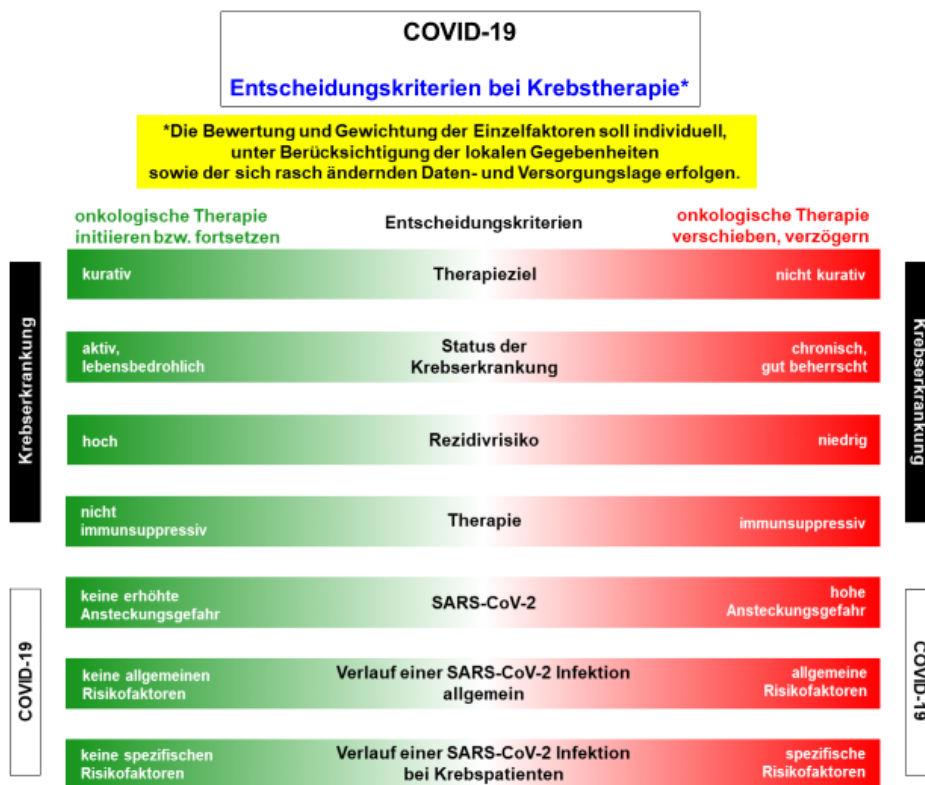 COVID-19
Entscheidungskriterien bei Krebstherapie*
*Die Bewertung und Gewichtung der Einzelfaktoren soll individuell,
unter Berücksichtigung der lokalen Gegebenheiten
sowie der sich rasch ändernden Daten- und Versorgungslage erfolgen.
onkologische Therapie
initiieren bzw. fortsetzen
Entscheidungskriterien
onkologische Therapie
verschieben, verzögern
Krebserkrankung
kurativ
Therapieziel
nicht kurativ
Krebserkrankung
aktiv,
lebensbedrohlich
Status der
Krebserkrankung
chronisch,
gut beherrscht
hoch
Rezidivrisiko
niedrig
nicht
immunsuppressiv
Therapie
immunsuppressiv
COVID-19
keine erhöhte
Ansteckungsgefahr
SARS-CoV-2
hohe
Ansteckungsgefahr
COVID-19
keine allgemeinen
Risikofaktoren
Verlauf einer SARS-CoV-2 Infektion
allgemein
allgemeine
Risikofaktoren
keine spezifischen
Risikofaktoren
Verlauf einer SARS-CoV-2 Infektion
bei Krebspatienten
spezifische
Risikofaktoren